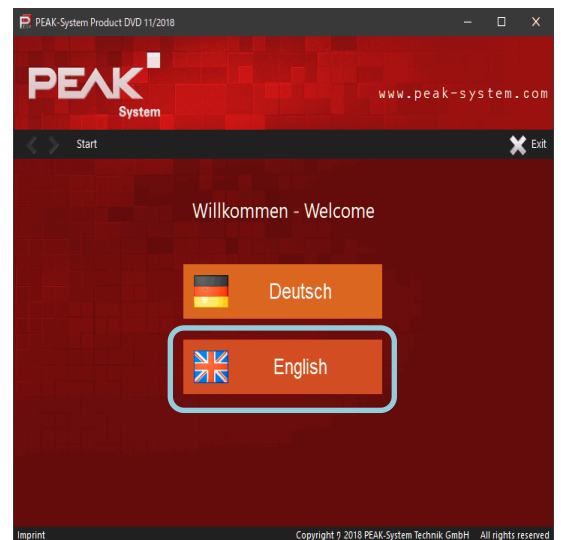 PEAK-System Product DVD 11/2018
PEAK
System
www.peak-system.com
Start
Exit
Willkommen - Welcome
Deutsch
English
Imprint
Copyright ? 2018 PEAK-System Technik GmbH All rights reserved